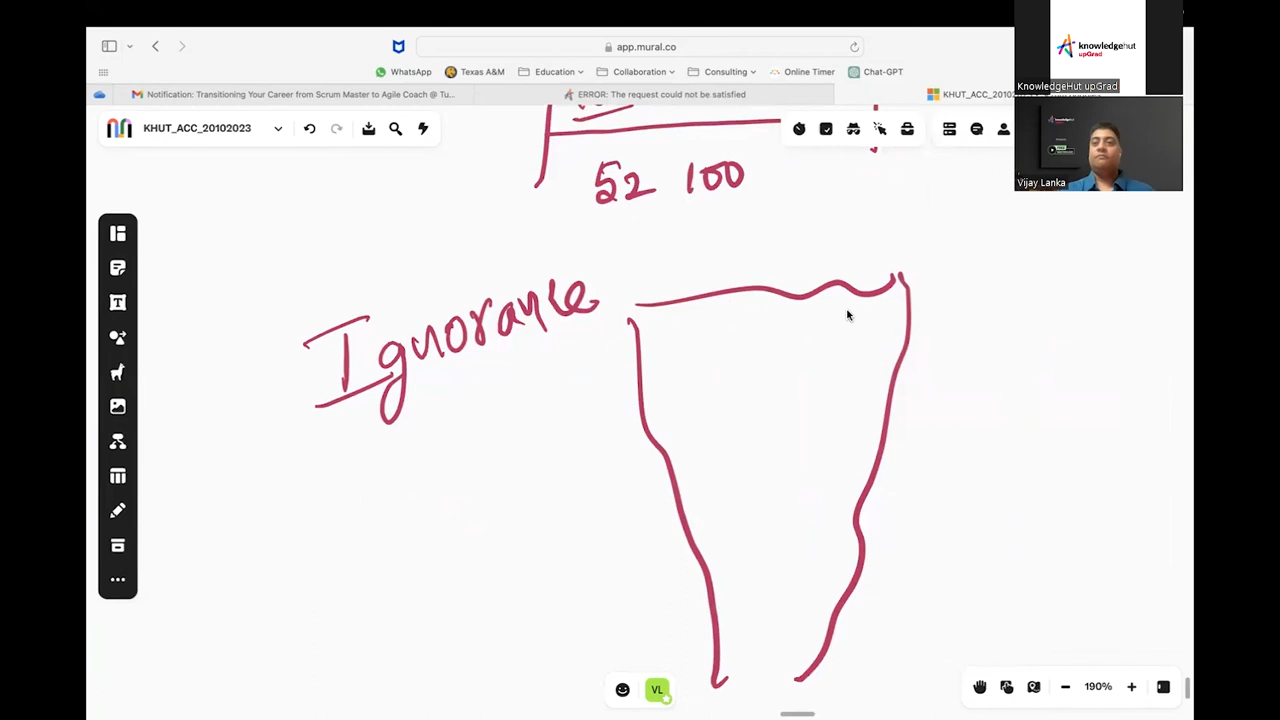 knowledgehut
upGrad
KnowledgeHut upGrad
app.mural.co
WhatsApp Texas A&M Education Collaboration Consulting Online Timer Chat-GPT
Notification: Transitioning Your Career from Scrum Master to Agile Coach @ Tu... ERROR: The request could not be satisfied KHUT_ACC_2010
KHUT_ACC_20102023
Vijay Lanka
52 100
Ignorance
T
VL
190%